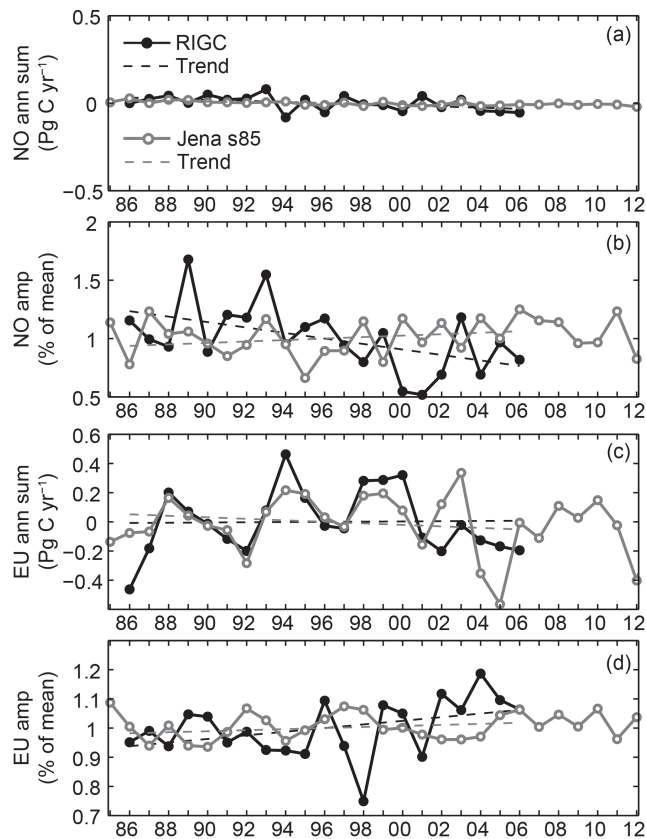 (a)
RIGC
Trend
Jena s85
Trend
NO ann sum
(Pg C yr⁻¹)
0.5
0
−0.5
86 88 90 92 94 96 98 00 02 04 06 08 10 12
(b)
NO amp
(% of mean)
2
1.5
1
0.5
86 88 90 92 94 96 98 00 02 04 06 08 10 12
(c)
EU ann sum
(Pg C yr⁻¹)
0.6
0.4
0.2
0
−0.2
−0.4
86 88 90 92 94 96 98 00 02 04 06 08 10 12
(d)
EU amp
(% of mean)
1.2
1.1
1
0.9
0.8
0.7
86 88 90 92 94 96 98 00 02 04 06 08 10 12